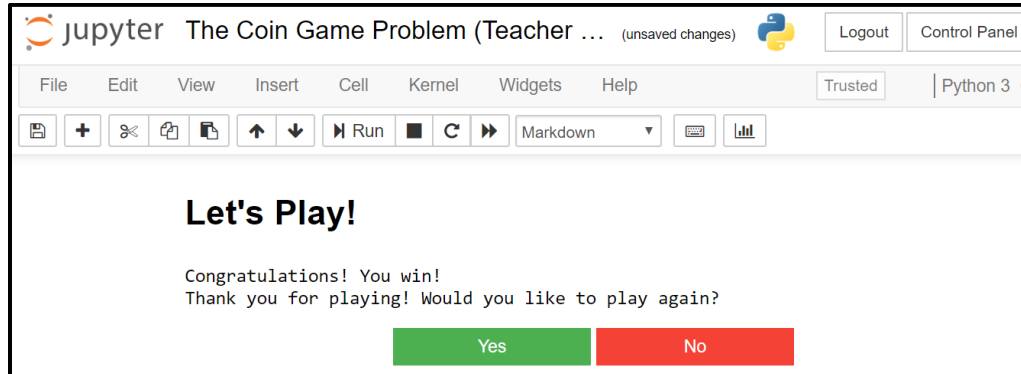 jupyter The Coin Game Problem (Teacher ... (unsaved changes) Logout Control Panel
File Edit View Insert Cell Kernel Widgets Help Trusted Python 3
Run Markdown
Let's Play!
Congratulations! You win!
Thank you for playing! Would you like to play again?
Yes No